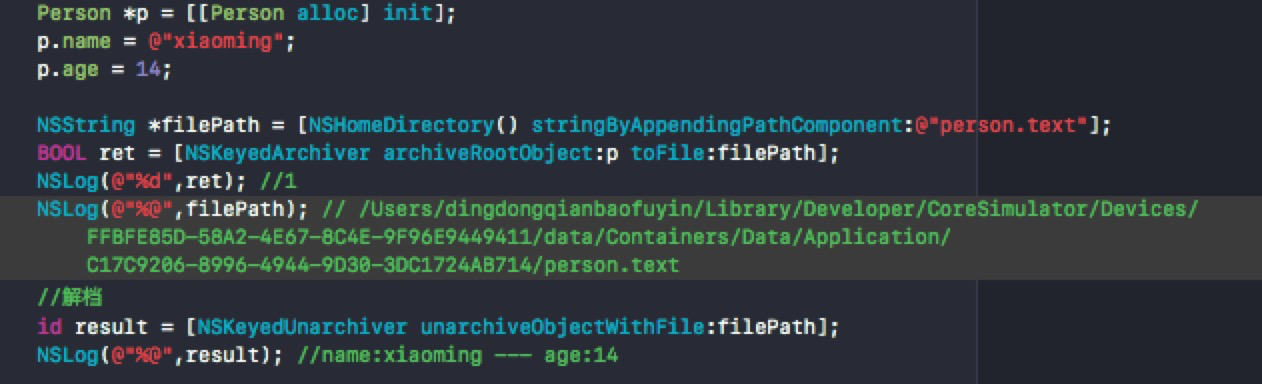 Person *p = [[Person alloc] init];
p.name = @"xiaoming";
p.age = 14;
NSString *filePath = [NSHomeDirectory() stringByAppendingPathComponent:@"person.text"];
BOOL ret = [NSKeyedArchiver archiveRootObject:p toFile:filePath];
NSLog(@"%d",ret); //1
NSLog(@"%@",filePath); // /Users/dingdongqianbaofuyin/Library/Developer/CoreSimulator/Devices/
FFBFE85D-58A2-4E67-8C4E-9F96E9449411/data/Containers/Data/Application/
C17C9206-8996-4944-9D30-3DC1724AB714/person.text
//解档
id result = [NSKeyedUnarchiver unarchiveObjectWithFile:filePath];
NSLog(@"%@",result); //name:xiaoming --- age:14